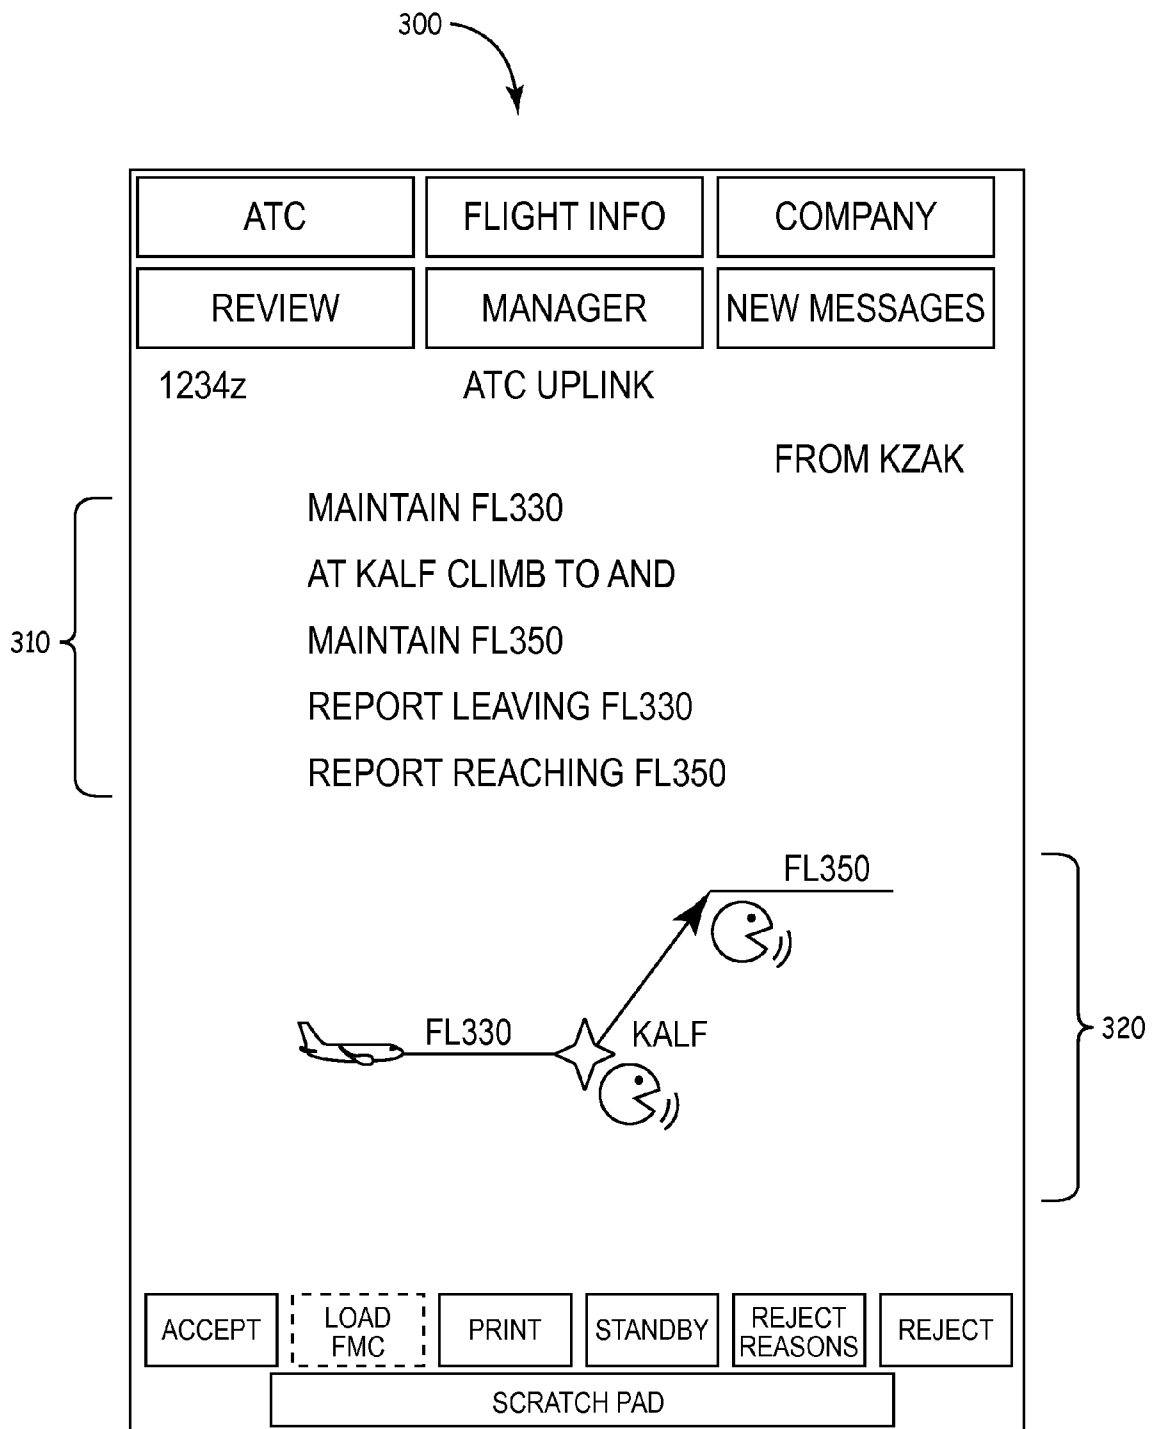 300
ATC
FLIGHT INFO
COMPANY
REVIEW
MANAGER
NEW MESSAGES
1234z
ATC UPLINK
FROM KZAK
MAINTAIN FL330
AT KALF CLIMB TO AND
310
MAINTAIN FL350
REPORT LEAVING FL330
REPORT REACHING FL350
FL350
FL330
KALF
320
ACCEPT
LOAD
FMC
PRINT
STANDBY
REJECT
REASONS
REJECT
SCRATCH PAD